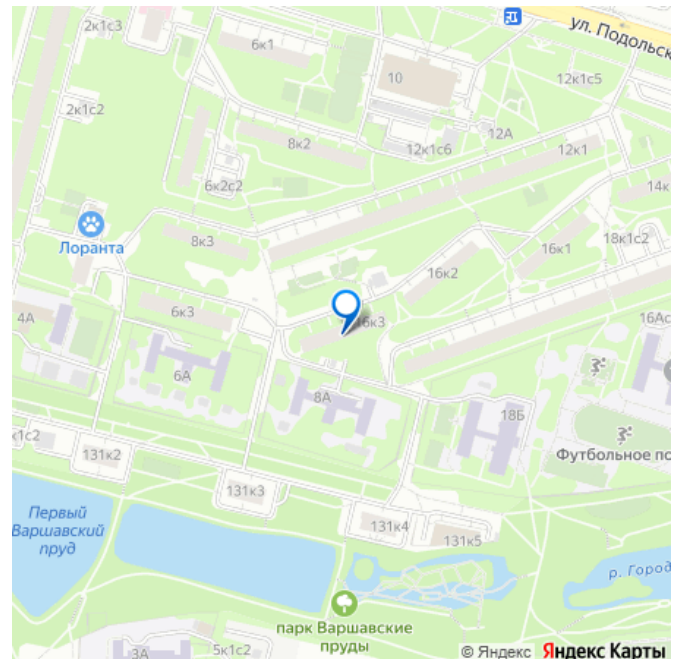 2к1с3
6к1
ул. Подольск
10
12к1с5
2к1с2
8к2
12А
12к1с6
12к1
6к2с2
14к
Лоранта
8к3
18к1с2
16к1
16к2
6к3
16к3
4А
16Ас
6А
8А
18Б
к1с2
131к2
Футбольное по
131к3
Первый
Варшавский
пруд
131к4
131к5
р. Город
парк Варшавские
пруды
3А
5к1с2
© Яндекс Яндекс Карты